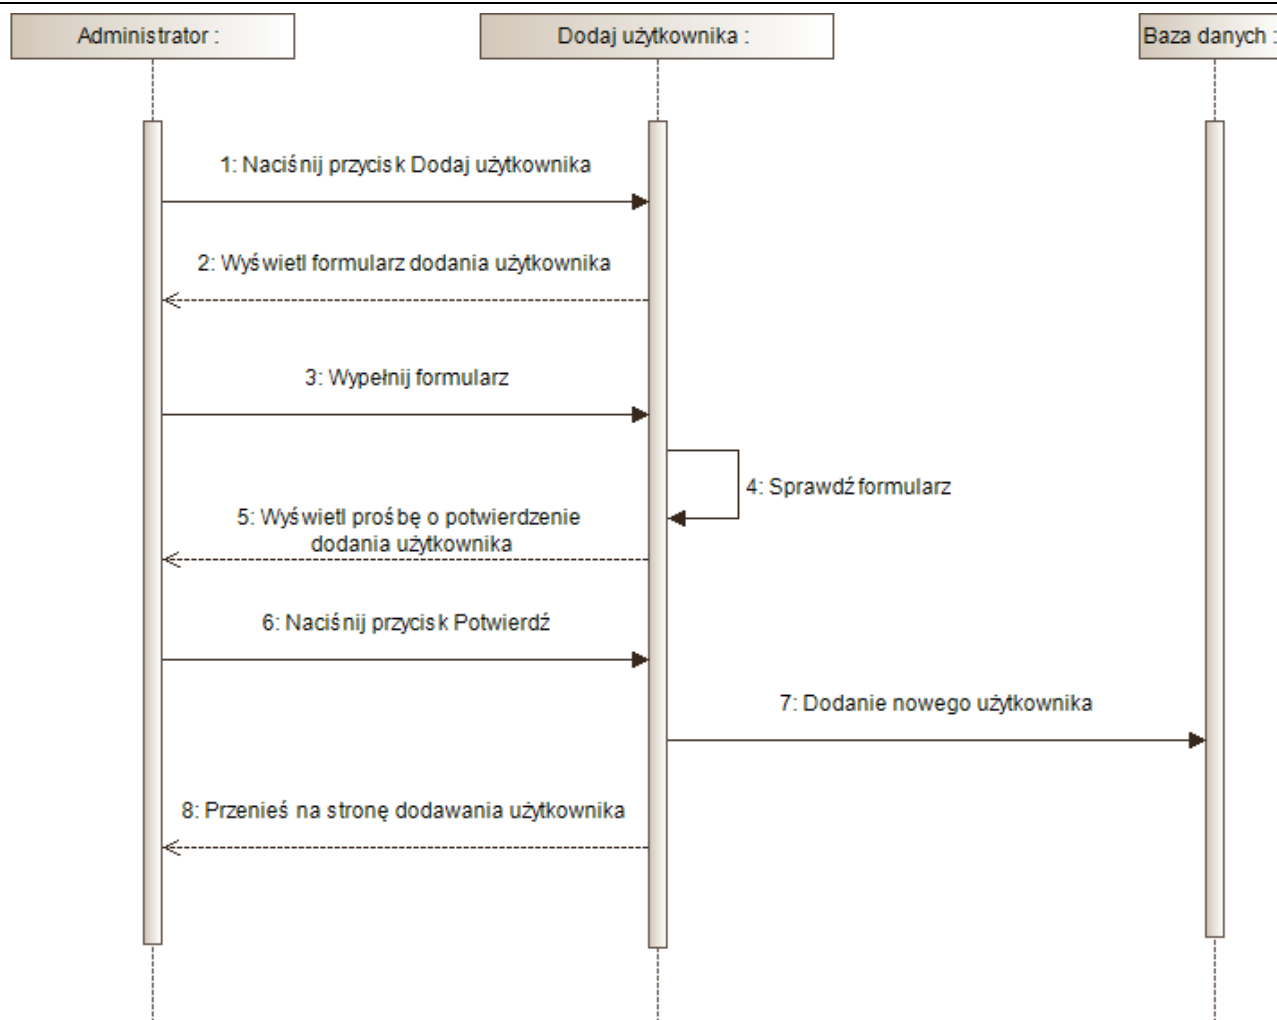 Administrator :
Dodaj użytkownika :
Baza danych :
1: Naciśnij przycisk Dodaj użytkownika
2: Wyświetl formularz dodania użytkownika
3: Wypełnij formularz
4: Sprawdź formularz
5: Wyświetl prośbę o potwierdzenie
dodania użytkownika
6: Naciśnij przycisk Potwierdź
7: Dodanie nowego użytkownika
8: Przenieś na stronę dodawania użytkownika